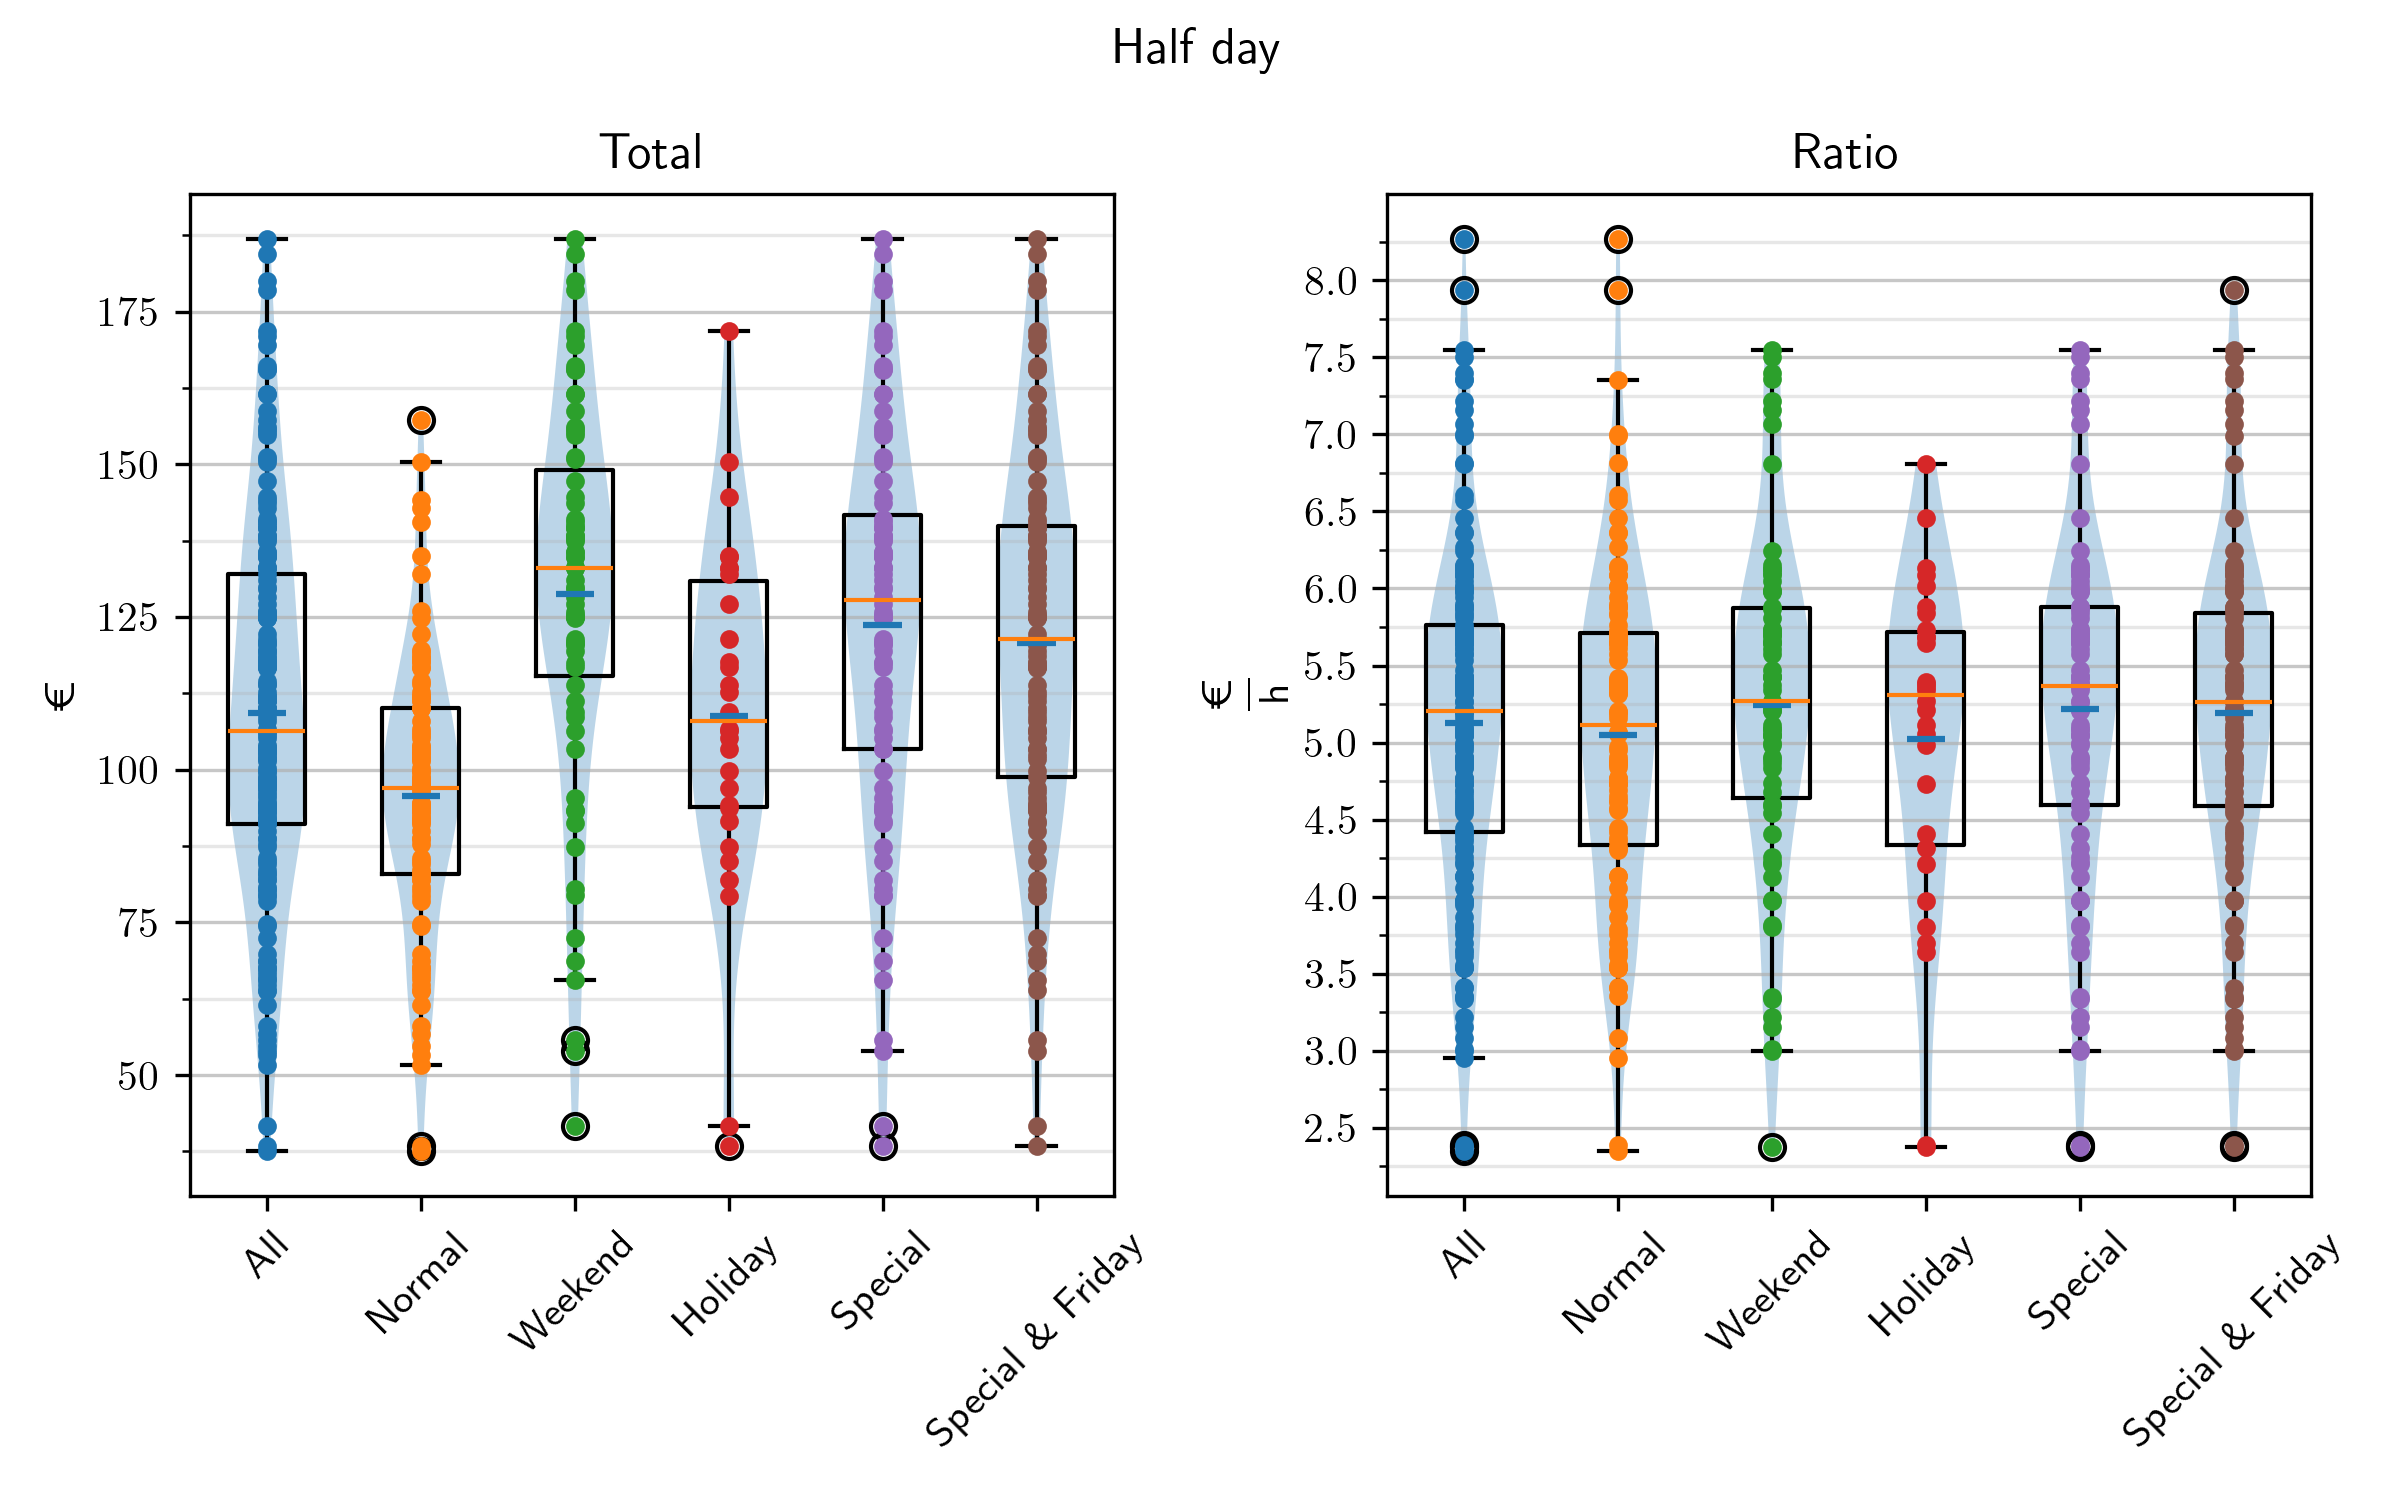 Half day
Total
€
175
150
125
100
75
50
All
Normal
Weekend
Holiday
Special
Special & Friday
Ratio
€
h
8.0
7.5
7.0
6.5
6.0
5.5
5.0
4.5
4.0
3.5
3.0
2.5
All
Normal
Weekend
Holiday
Special
Special & Friday